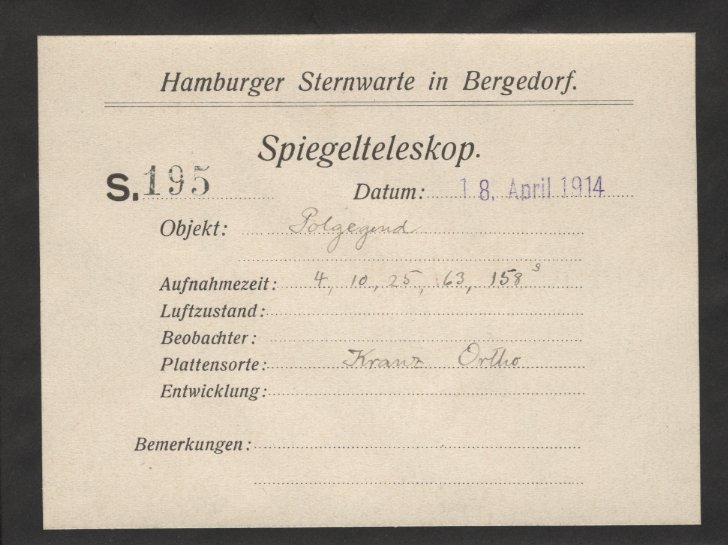 Hamburger Sternwarte in Bergedorf.
Spiegelteleskop.
S. 195 Datum: 18. April 1914
Objekt: Polgegend
Aufnahmezeit: 4, 10, 25, 63, 158 s
Luftzustand:
Beobachter:
Plattensorte: Kranz Ortho
Entwicklung:
Bemerkungen: